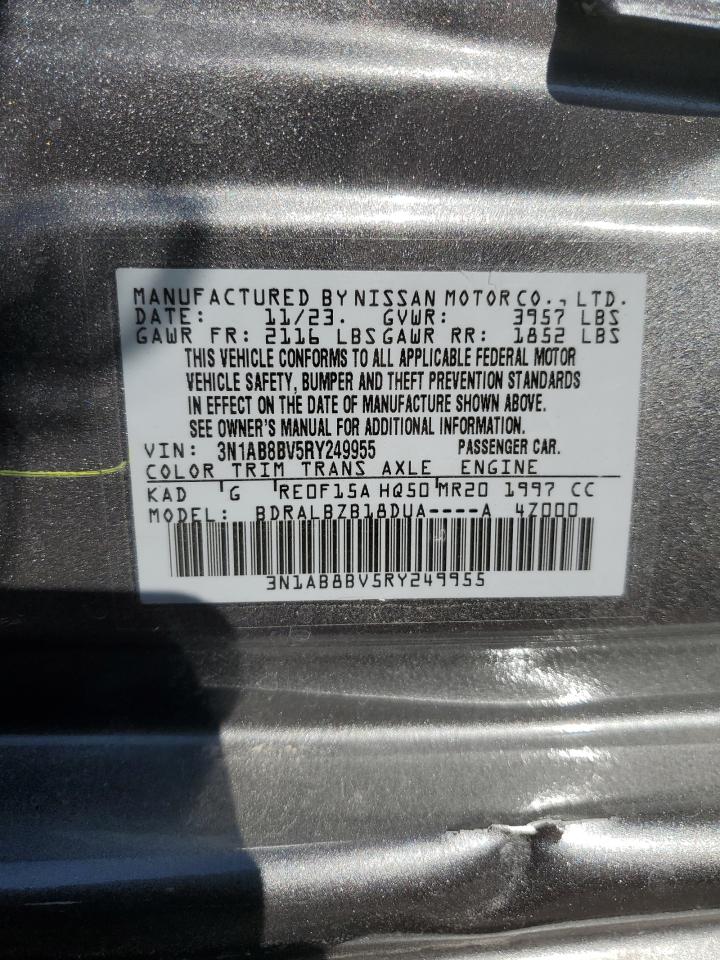 MANUFACTURED BY NISSAN MOTOR CO., LTD.
DATE: 11/23. GVWR: 3957 LBS
GAWR FR: 2116 LBS GAWR RR: 1852 LBS
THIS VEHICLE CONFORMS TO ALL APPLICABLE FEDERAL MOTOR
VEHICLE SAFETY, BUMPER AND THEFT PREVENTION STANDARDS
IN EFFECT ON THE DATE OF MANUFACTURE SHOWN ABOVE.
SEE OWNER'S MANUAL FOR ADDITIONAL INFORMATION.
VIN: 3N1AB8BV5RY249955 PASSENGER CAR.
COLOR TRIM TRANS AXLE ENGINE
KAD G RE0F15A HQ50 MR20 1997 CC
MODEL: BDRALBZB18DUA----A 4Z000
3N1AB8BV5RY249955